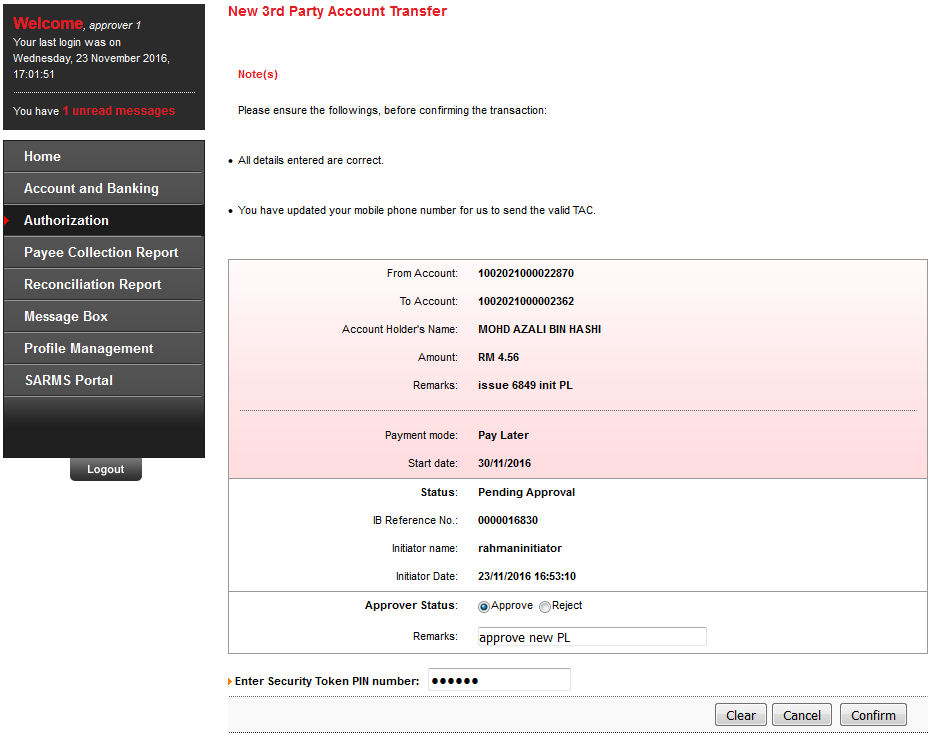 Welcome, approver 1
Your last login was on
Wednesday, 23 November 2016,
17:01:51
You have 1 unread messages
Home
Account and Banking
Authorization
Payee Collection Report
Reconciliation Report
Message Box
Profile Management
SARMS Portal
Logout
New 3rd Party Account Transfer
Note(s)
Please ensure the followings, before confirming the transaction:
• All details entered are correct.
• You have updated your mobile phone number for us to send the valid TAC.
From Account: 1002021000022870
To Account: 1002021000002362
Account Holder's Name: MOHD AZALI BIN HASHI
Amount: RM 4.56
Remarks: issue 6849 init PL
Payment mode: Pay Later
Start date: 30/11/2016
Status: Pending Approval
IB Reference No.: 0000016830
Initiator name: rahmaninitiator
Initiator Date: 23/11/2016 16:53:10
Approver Status: Approve Reject
Remarks: approve new PL
Enter Security Token PIN number: ●●●●●●
Clear Cancel Confirm